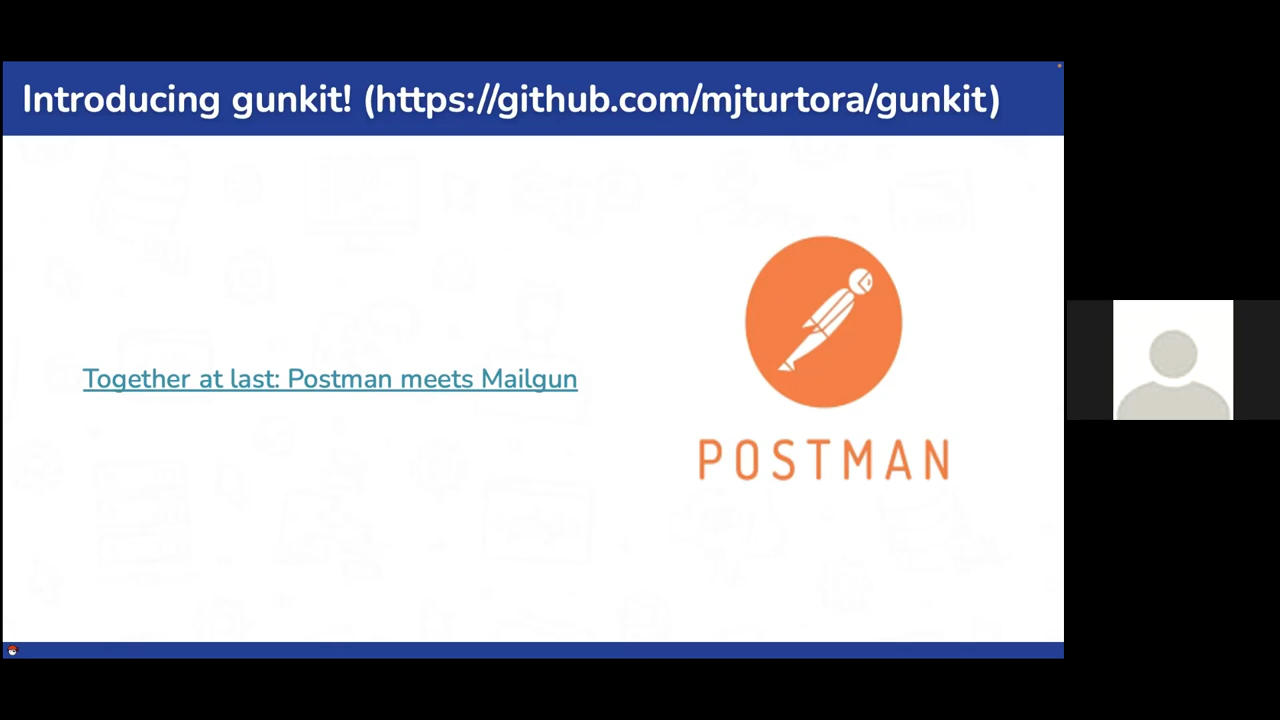 Introducing gunkit! (https://github.com/mjturtora/gunkit)
Together at last: Postman meets Mailgun
POSTMAN